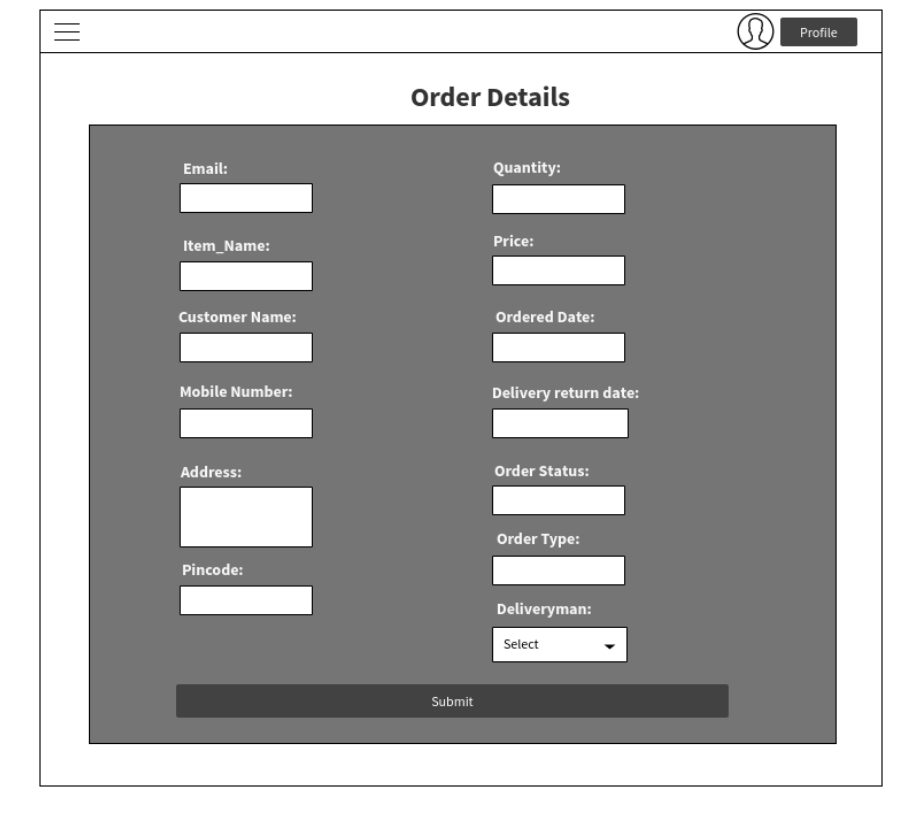 Profile
Order Details
Email:
Item_Name:
Customer Name:
Mobile Number:
Address:
Pincode:
Quantity:
Price:
Ordered Date:
Delivery return date:
Order Status:
Order Type:
Deliveryman:
Select
Submit